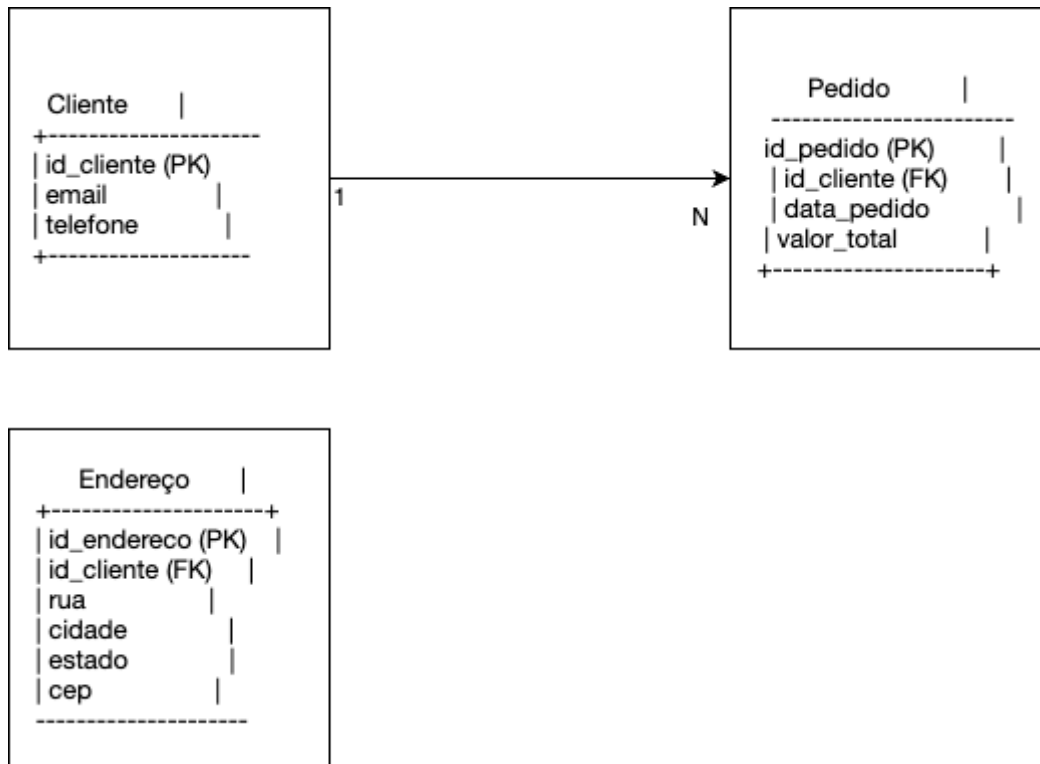 Cliente |
+---------------------
| id_cliente (PK)
| email |
| telefone |
+--------------------
1
N
Pedido |
------------------------
id_pedido (PK) |
| id_cliente (FK) |
| data_pedido |
| valor_total |
+---------------------+
Endereço |
+---------------------+
| id_endereco (PK) |
| id_cliente (FK) |
| rua |
| cidade |
| estado |
| cep |
---------------------